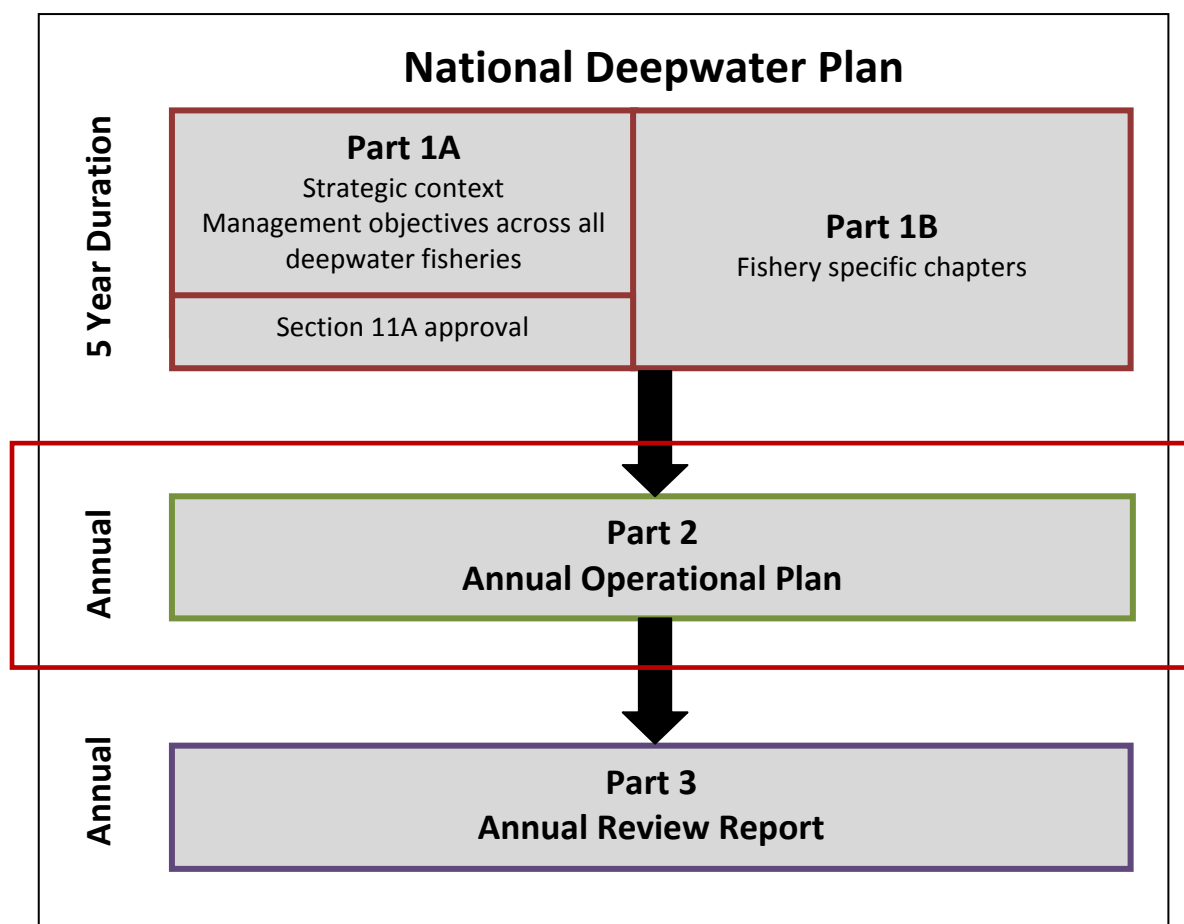 National Deepwater Plan
5 Year Duration
Part 1A
Strategic context
Management objectives across all
deepwater fisheries
Section 11A approval
Part 1B
Fishery specific chapters
Annual
Part 2
Annual Operational Plan
Annual
Part 3
Annual Review Report